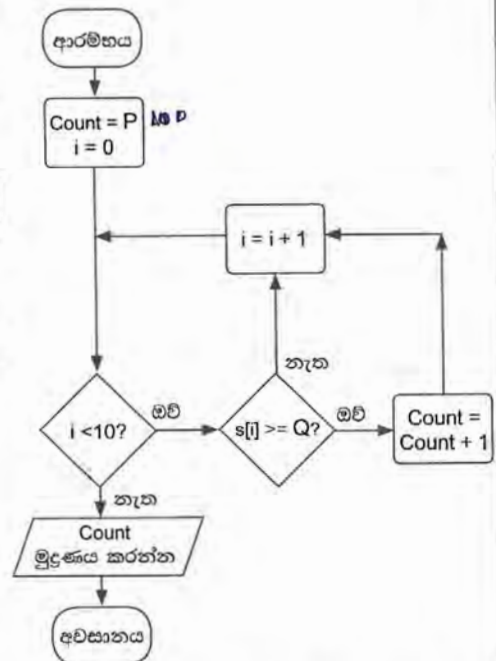 ආරම්භය
Count = P
i = 0
i = i + 1
නැත
i <10?
ඔව්
s[i] >= Q?
ඔව්
Count =
Count + 1
නැත
Count
මුද්‍රණය කරන්න
අවසානය